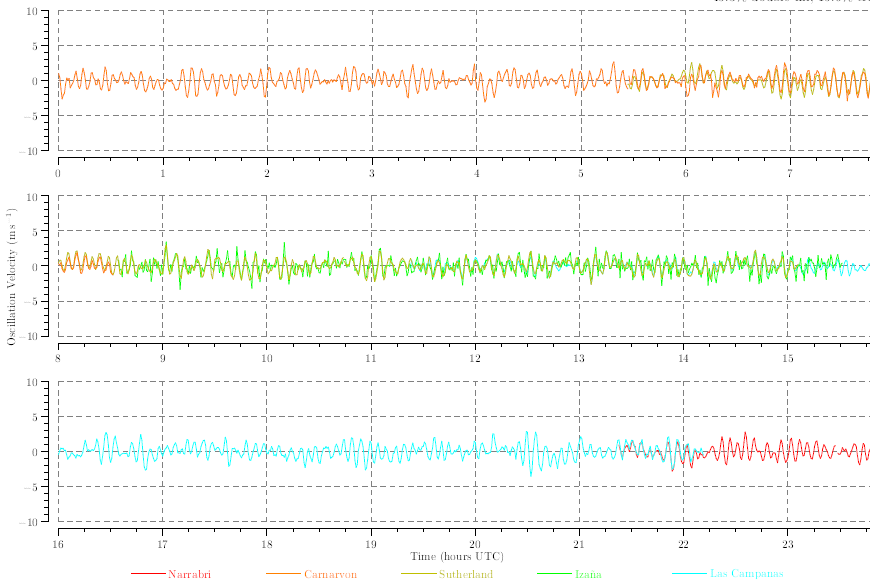 10
5
0
−5
−10
0 1 2 3 4 5 6 7
Oscillation Velocity (m s⁻¹)
10
5
0
−5
−10
8 9 10 11 12 13 14 15
10
5
0
−5
−10
16 17 18 19 20 21 22 23
Time (hours UTC)
Narrabri Carnarvon Sutherland Izaña Las Campanas